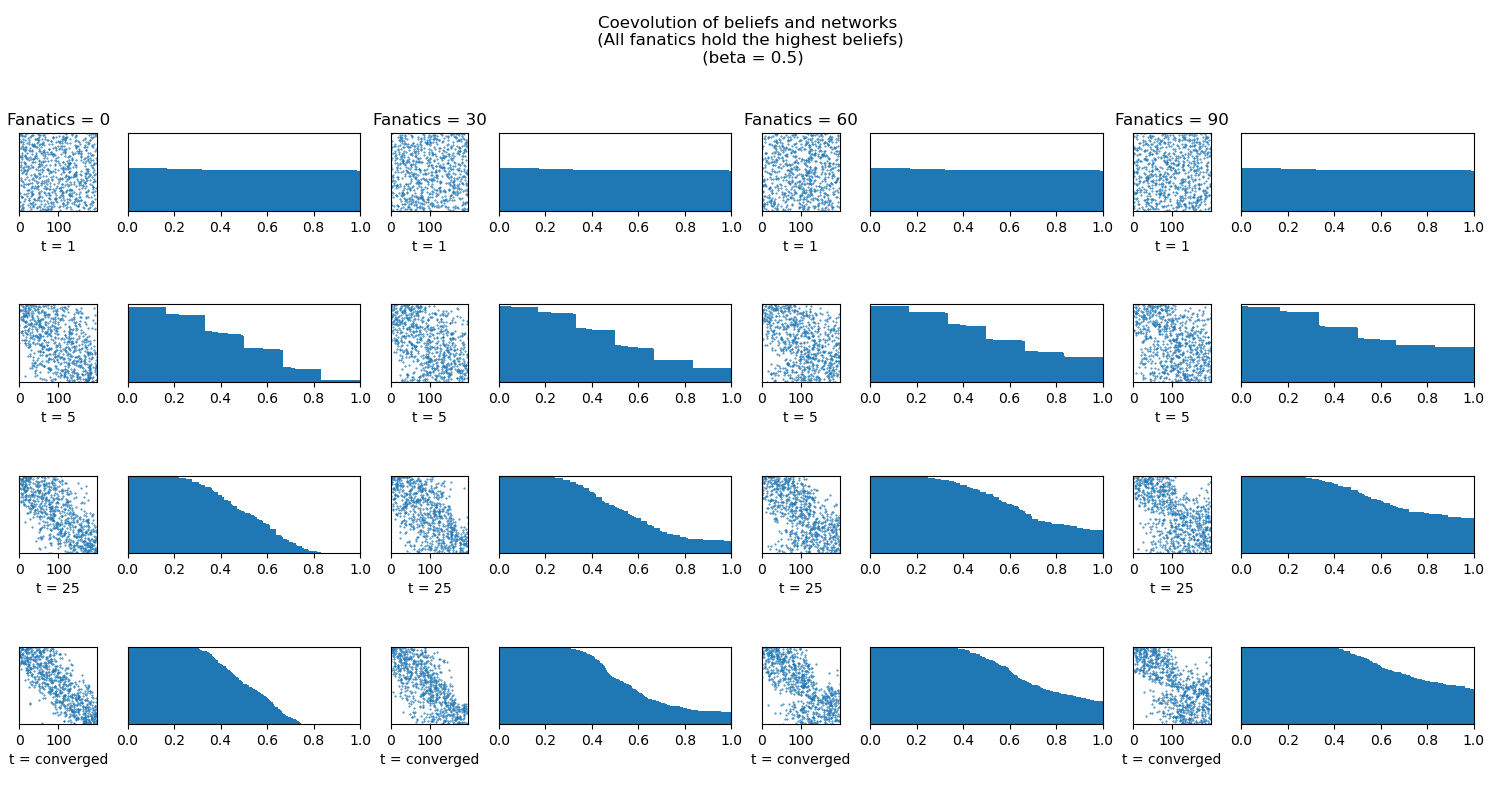 Coevolution of beliefs and networks
(All fanatics hold the highest beliefs)
(beta = 0.5)
Fanatics = 0 Fanatics = 30 Fanatics = 60 Fanatics = 90
0 100 0.0 0.2 0.4 0.6 0.8 1.0 0 100 0.0 0.2 0.4 0.6 0.8 1.0 0 100 0.0 0.2 0.4 0.6 0.8 1.0 0 100 0.0 0.2 0.4 0.6 0.8 1.0
t = 1 t = 1 t = 1 t = 1
0 100 0.0 0.2 0.4 0.6 0.8 1.0 0 100 0.0 0.2 0.4 0.6 0.8 1.0 0 100 0.0 0.2 0.4 0.6 0.8 1.0 0 100 0.0 0.2 0.4 0.6 0.8 1.0
t = 5 t = 5 t = 5 t = 5
0 100 0.0 0.2 0.4 0.6 0.8 1.0 0 100 0.0 0.2 0.4 0.6 0.8 1.0 0 100 0.0 0.2 0.4 0.6 0.8 1.0 0 100 0.0 0.2 0.4 0.6 0.8 1.0
t = 25 t = 25 t = 25 t = 25
0 100 0.0 0.2 0.4 0.6 0.8 1.0 0 100 0.0 0.2 0.4 0.6 0.8 1.0 0 100 0.0 0.2 0.4 0.6 0.8 1.0 0 100 0.0 0.2 0.4 0.6 0.8 1.0
t = converged t = converged t = converged t = converged